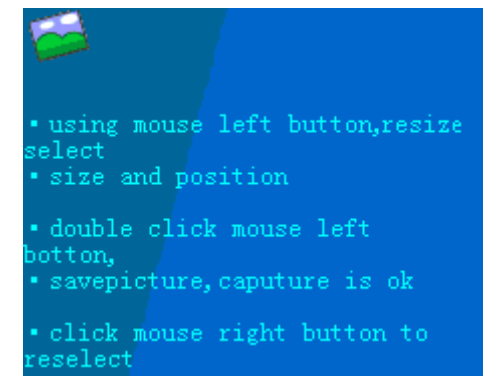 ▪using mouse left button,resize
select
▪size and position
▪double click mouse left
botton,
▪savepicture,caputure is ok
▪click mouse right button to
reselect